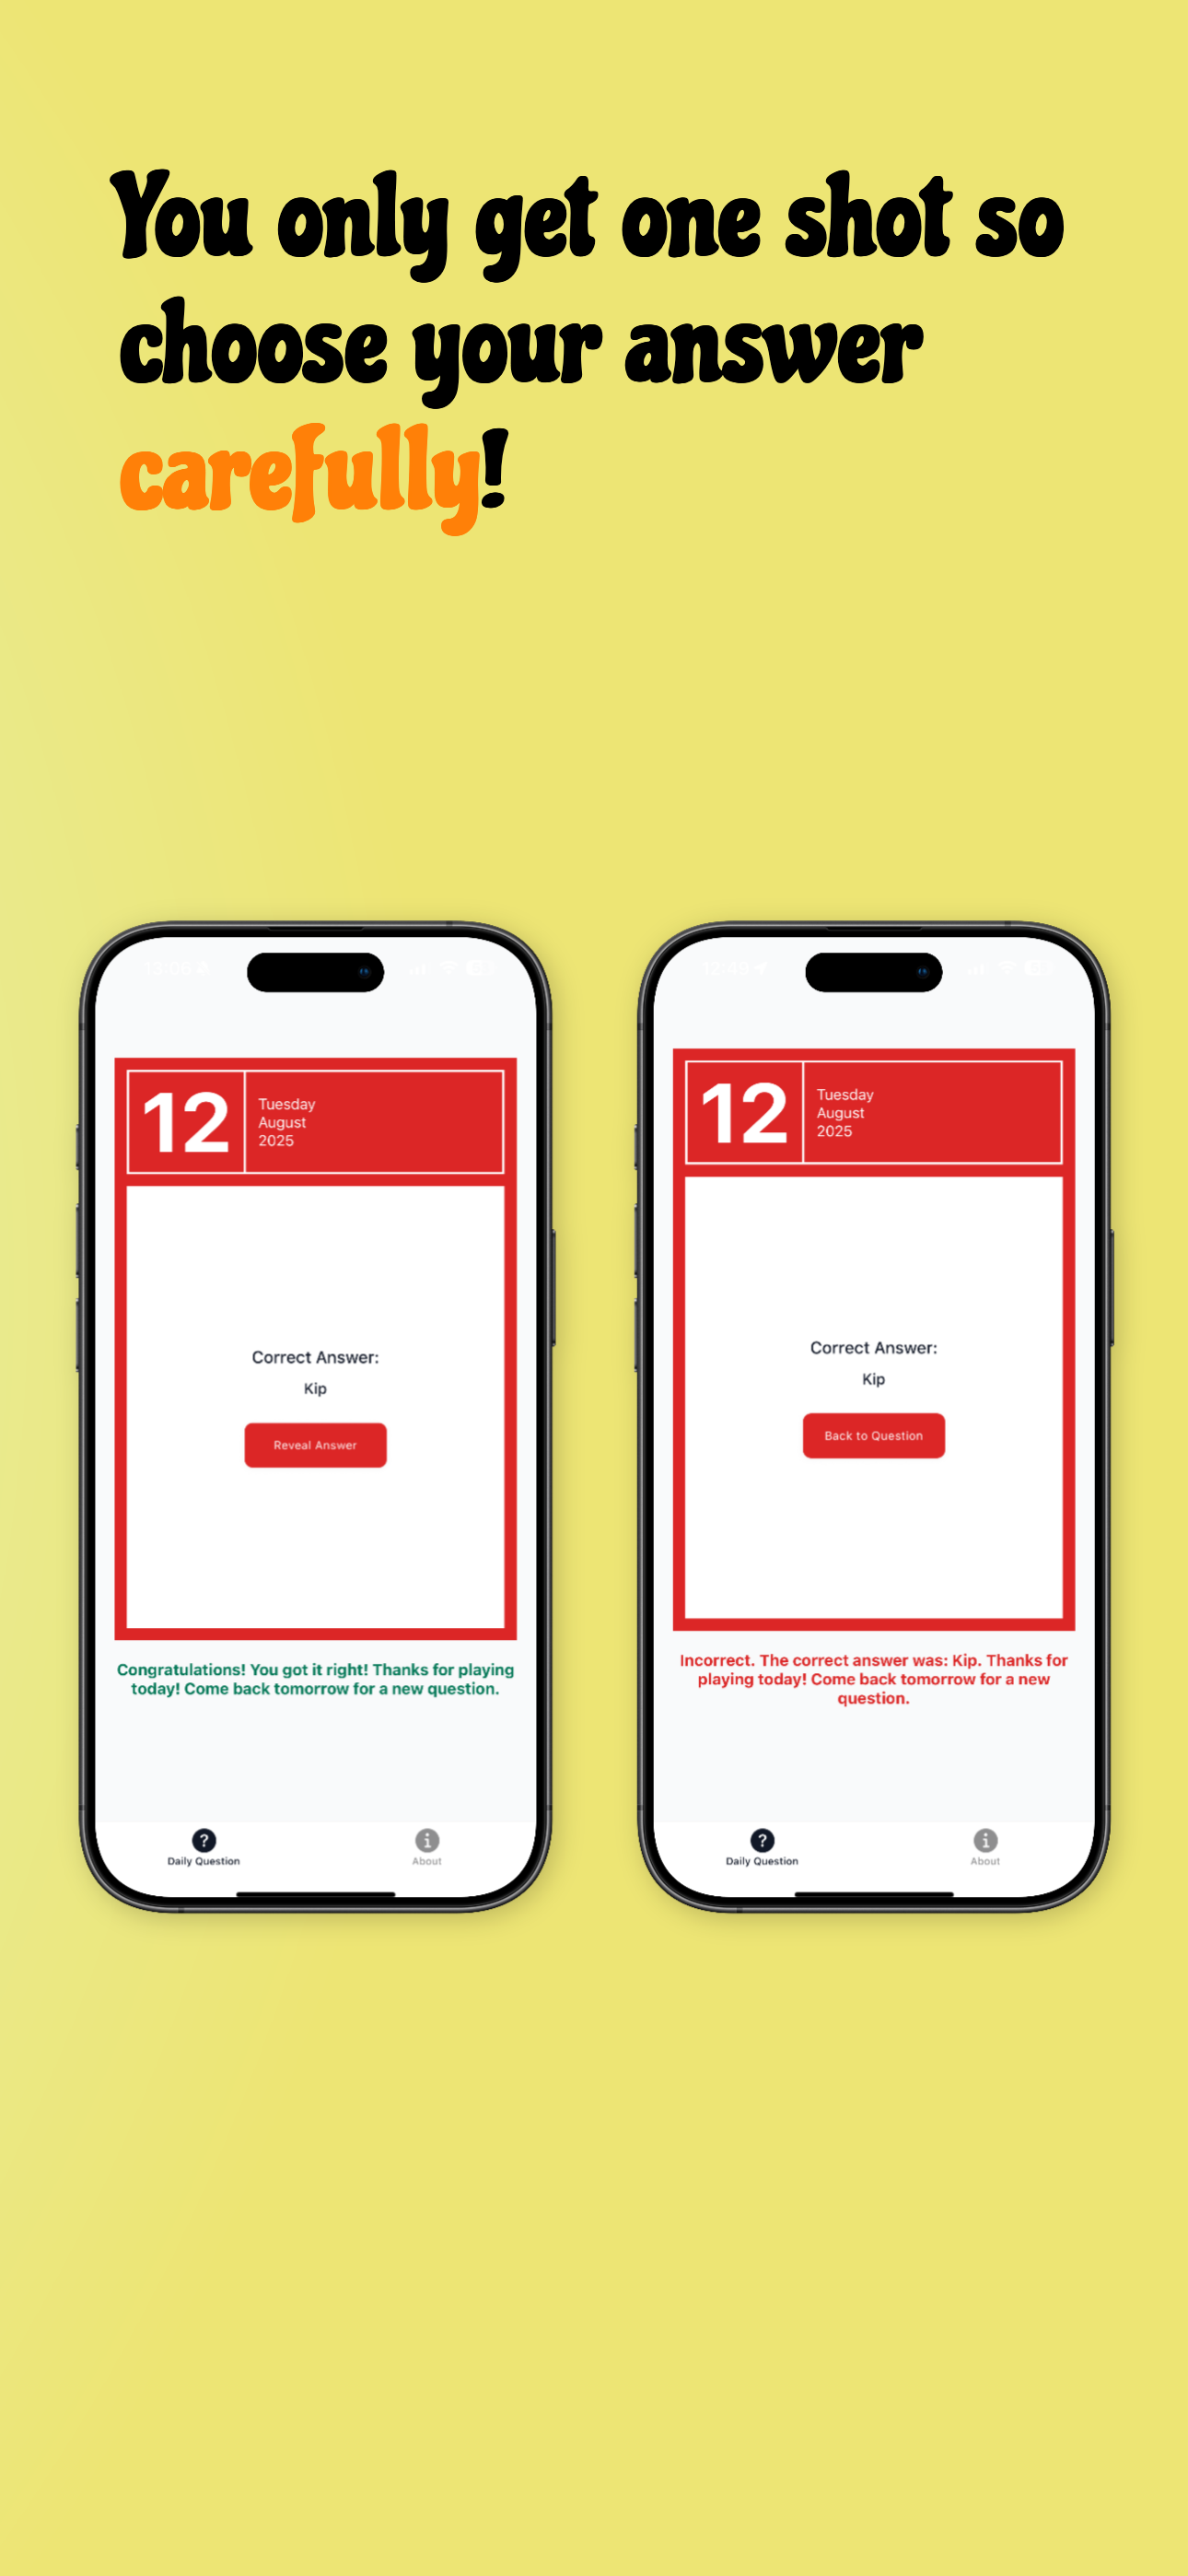 You only get one shot so
choose your answer
carefully!
12
Tuesday
August
2025
Correct Answer:
Kip
Reveal Answer
Congratulations! You got it right! Thanks for playing
today! Come back tomorrow for a new question.
? Daily Question
i About
12
Tuesday
August
2025
Correct Answer:
Kip
Back to Question
Incorrect. The correct answer was: Kip. Thanks for
playing today! Come back tomorrow for a new
question.
? Daily Question
i About